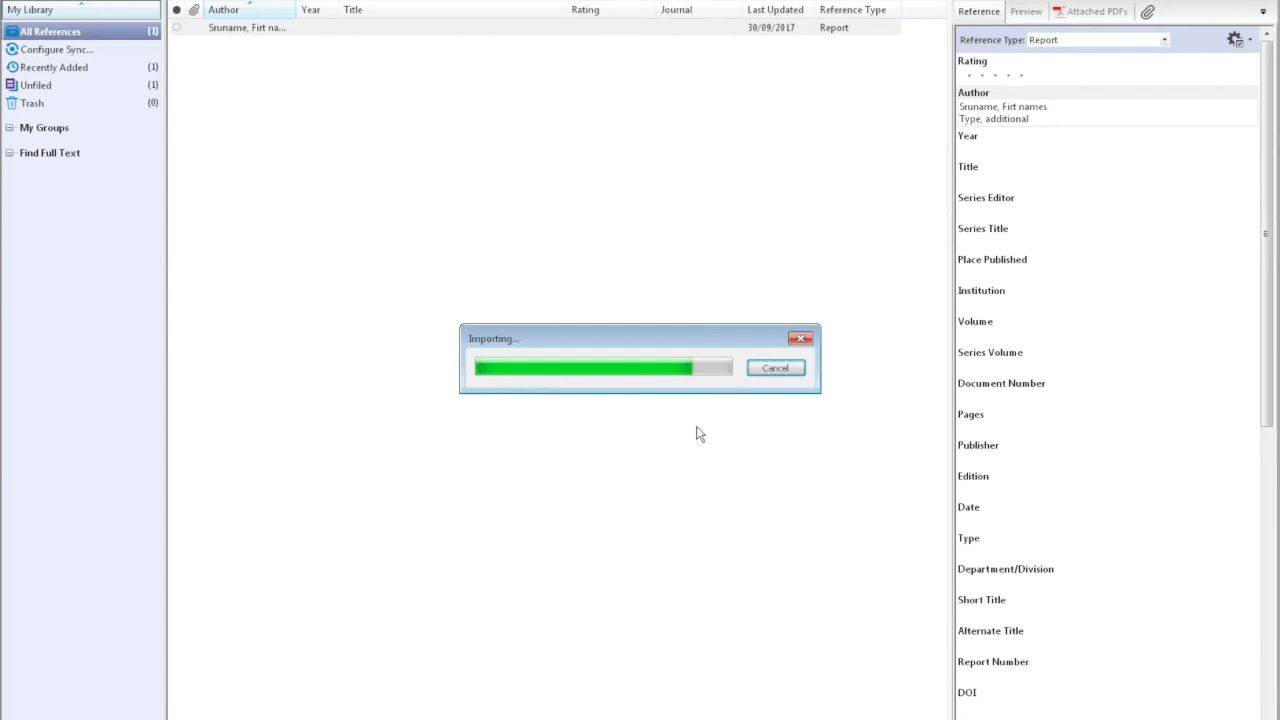 My Library
All References (1)
Configure Sync...
Recently Added (1)
Unfiled (1)
Trash (0)
My Groups
Find Full Text
Author Year Title Rating Journal Last Updated Reference Type
Sruname, Firt na... 30/09/2017 Report
Importing...
Cancel
Reference Preview Attached PDFs
Reference Type: Report
Rating
Author
Sruname, Firt names
Type, additional
Year
Title
Series Editor
Series Title
Place Published
Institution
Volume
Series Volume
Document Number
Pages
Publisher
Edition
Date
Type
Department/Division
Short Title
Alternate Title
Report Number
DOI